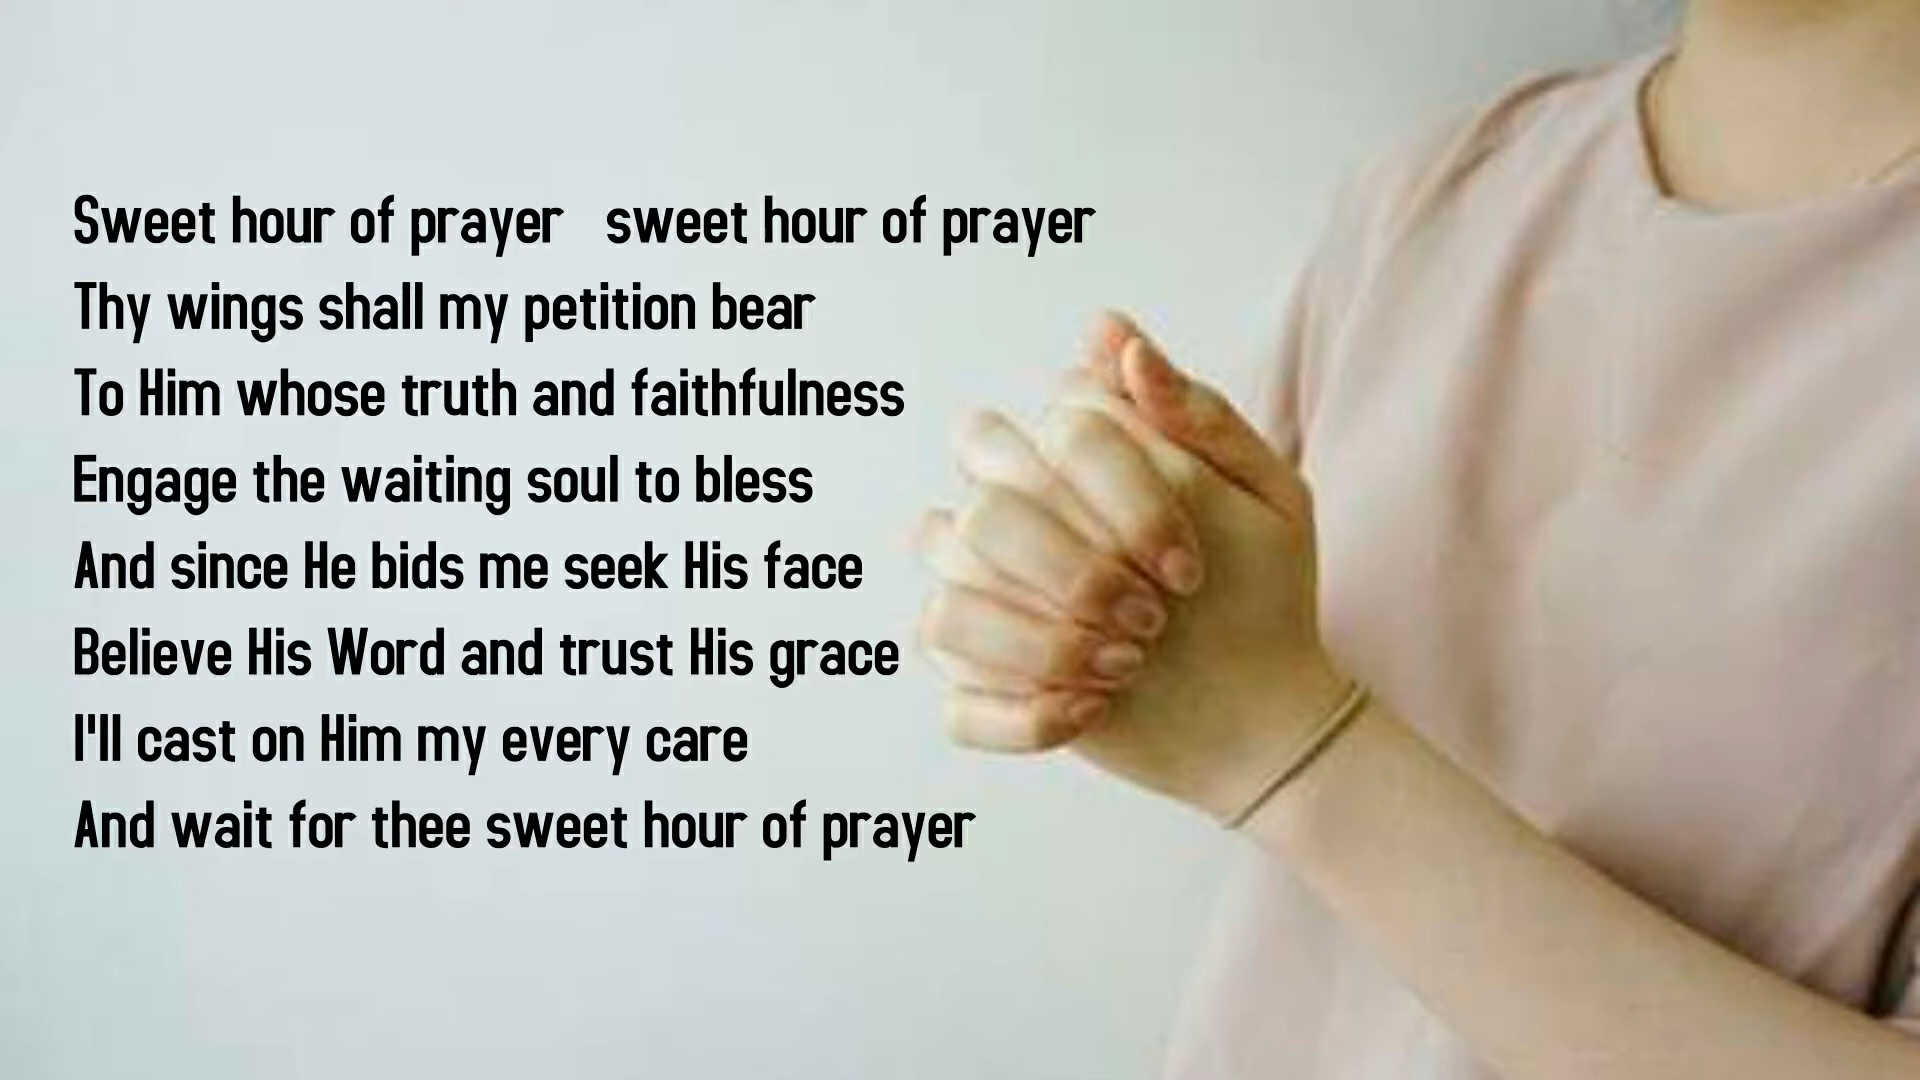 Sweet hour of prayer   sweet hour of prayer
Thy wings shall my petition bear
To Him whose truth and faithfulness
Engage the waiting soul to bless
And since He bids me seek His face
Believe His Word and trust His grace
I'll cast on Him my every care
And wait for thee sweet hour of prayer